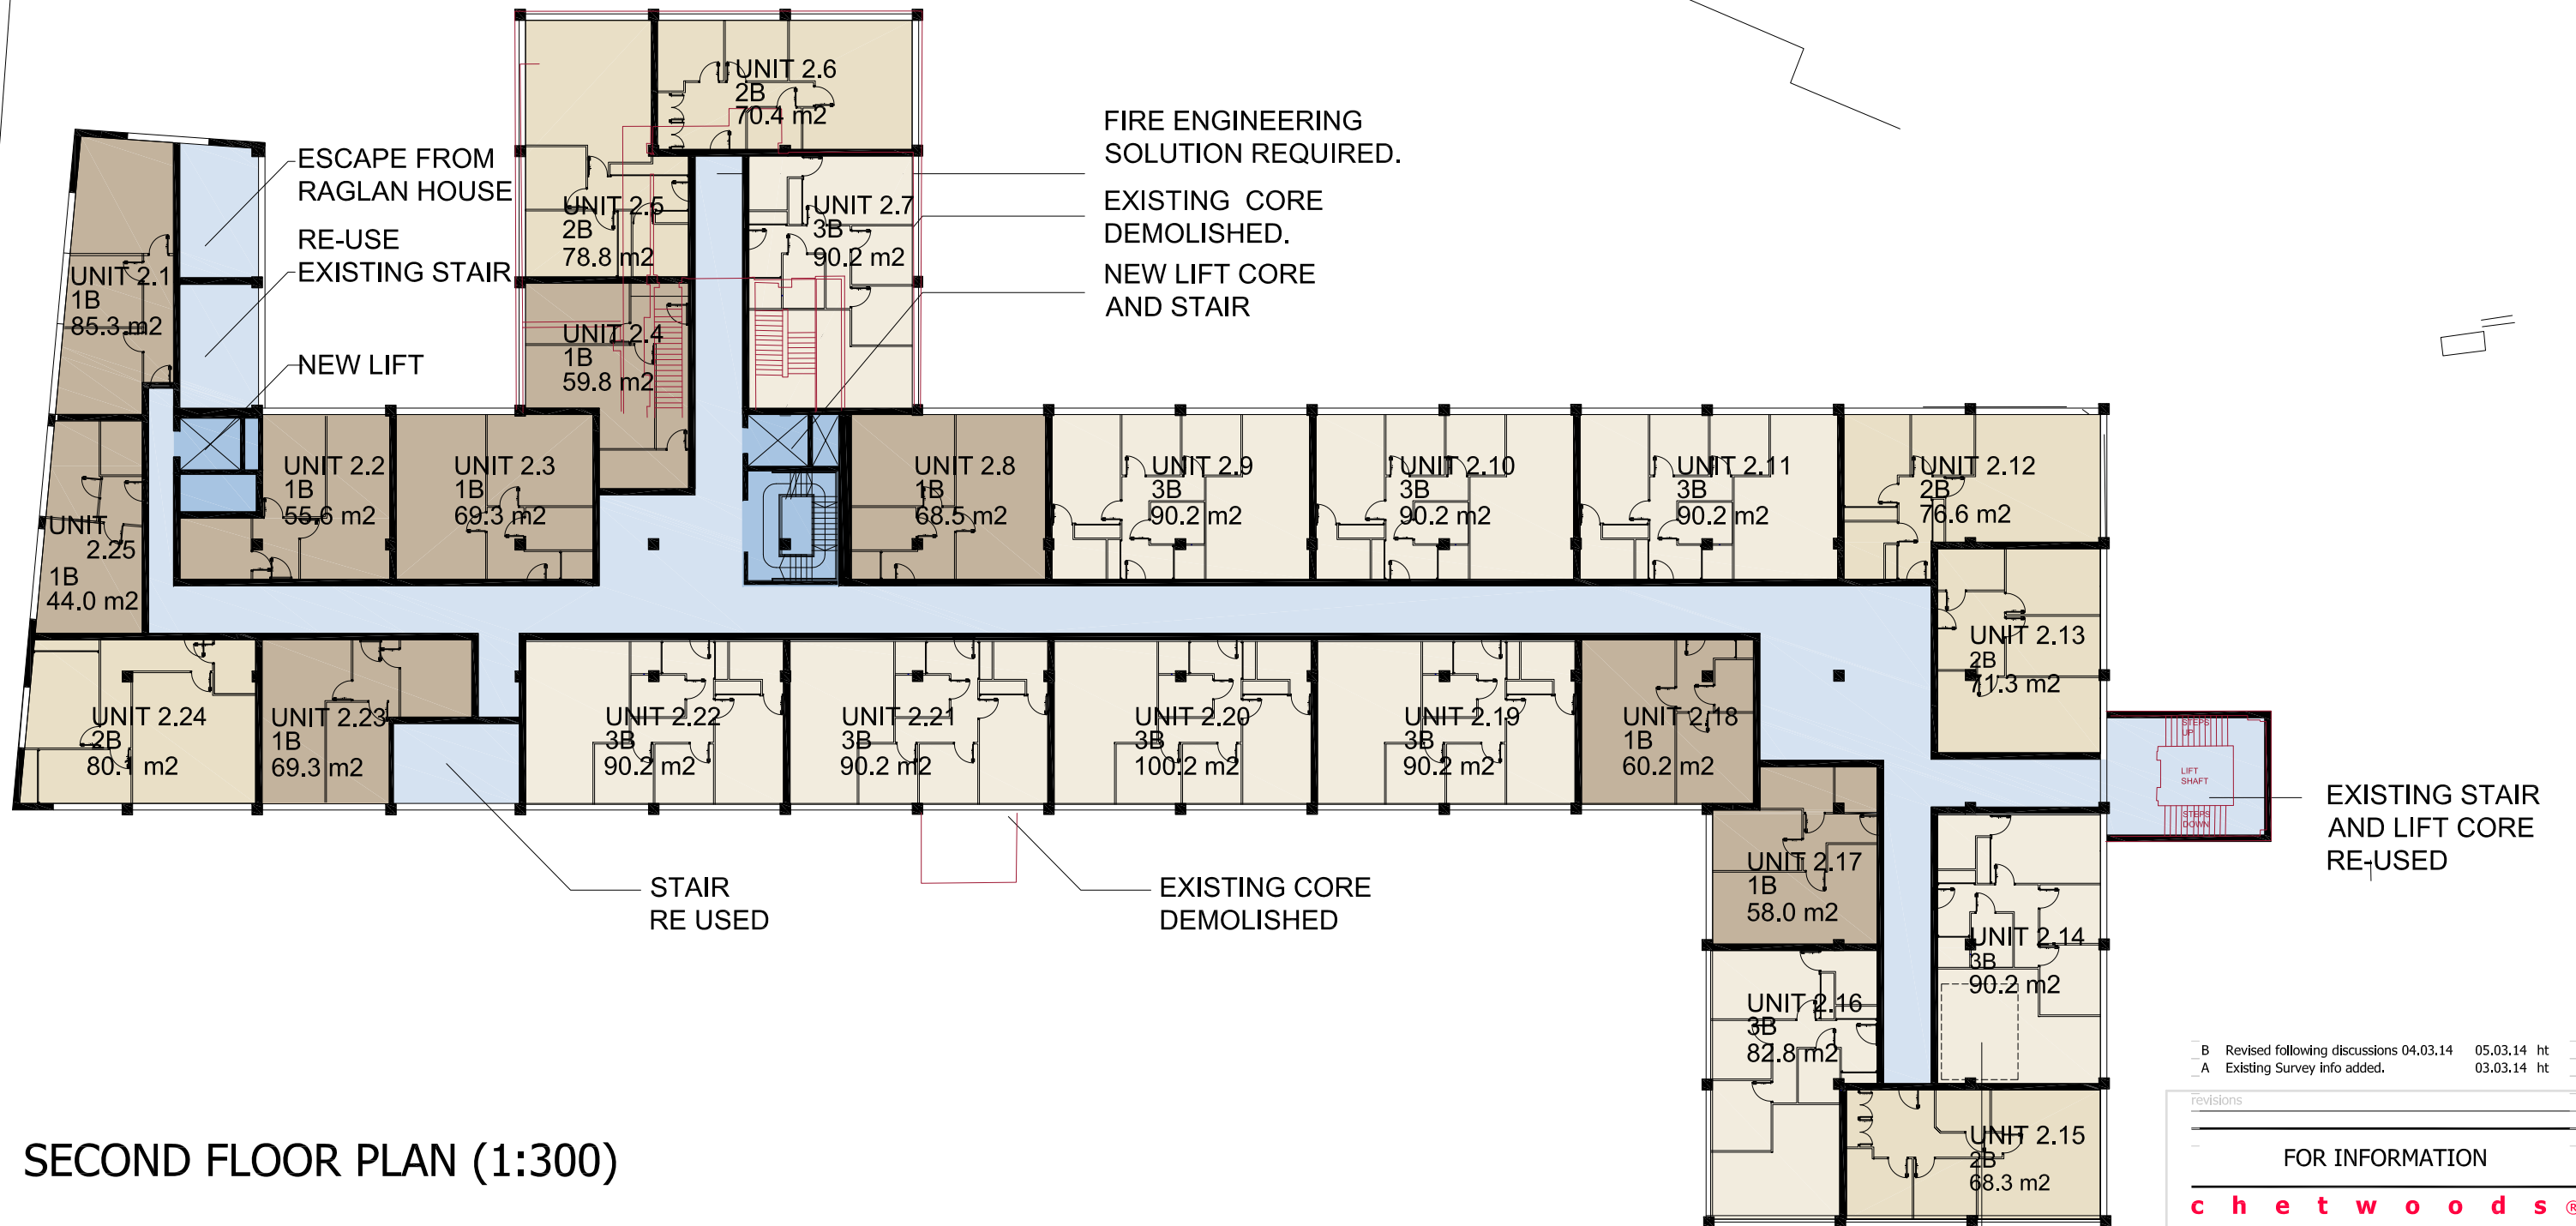 UNIT 2.6
2B
70.4 m2
FIRE ENGINEERING
SOLUTION REQUIRED.
EXISTING CORE
DEMOLISHED.
NEW LIFT CORE
AND STAIR
ESCAPE FROM
RAGLAN HOUSE
RE-USE
EXISTING STAIR
NEW LIFT
UNIT 2.1
1B
85.3 m2
UNIT 2.5
2B
78.8 m2
UNIT 2.7
3B
90.2 m2
UNIT 2.4
1B
59.8 m2
UNIT 2.2
1B
55.6 m2
UNIT 2.3
1B
69.3 m2
UNIT 2.8
1B
68.5 m2
UNIT 2.9
3B
90.2 m2
UNIT 2.10
3B
90.2 m2
UNIT 2.11
3B
90.2 m2
UNIT 2.12
2B
76.6 m2
UNIT
2.25
1B
44.0 m2
UNIT 2.13
2B
71.3 m2
UNIT 2.24
2B
80.1 m2
UNIT 2.23
1B
69.3 m2
UNIT 2.22
3B
90.2 m2
UNIT 2.21
3B
90.2 m2
UNIT 2.20
3B
100.2 m2
UNIT 2.19
3B
90.2 m2
UNIT 2.18
1B
60.2 m2
STEPS
UP
LIFT
SHAFT
STEPS
DOWN
EXISTING STAIR
AND LIFT CORE
RE-USED
STAIR
RE USED
EXISTING CORE
DEMOLISHED
UNIT 2.17
1B
58.0 m2
UNIT 2.14
3B
90.2 m2
UNIT 2.16
3B
82.8 m2
UNIT 2.15
2B
68.3 m2
B Revised following discussions 04.03.14 05.03.14 ht
A Existing Survey info added. 03.03.14 ht
revisions
FOR INFORMATION
chetwoods®
SECOND FLOOR PLAN (1:300)